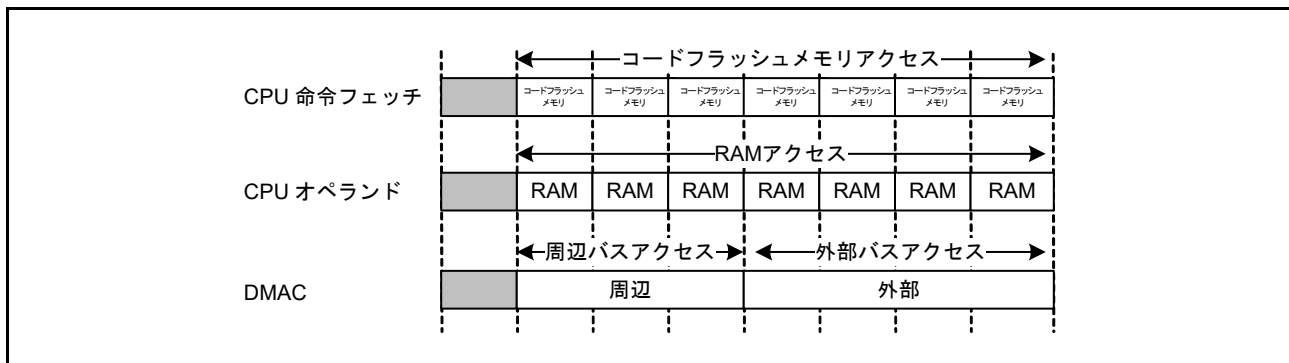 コードフラッシュメモリアクセス
CPU 命令フェッチ
コードフラッシュ
メモリ
コードフラッシュ
メモリ
コードフラッシュ
メモリ
コードフラッシュ
メモリ
コードフラッシュ
メモリ
コードフラッシュ
メモリ
コードフラッシュ
メモリ
RAMアクセス
CPU オペランド
RAM
RAM
RAM
RAM
RAM
RAM
RAM
周辺バスアクセス
外部バスアクセス
DMAC
周辺
外部